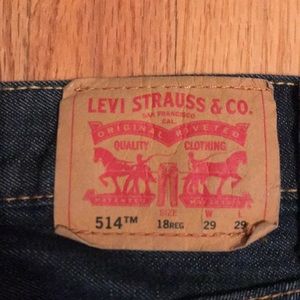 LEVI STRAUSS & CO.
SAN FRANCISCO
CAL.
ORIGINAL RIVETED
QUALITY CLOTHING
SIZE W
514™ 18REG 29 29